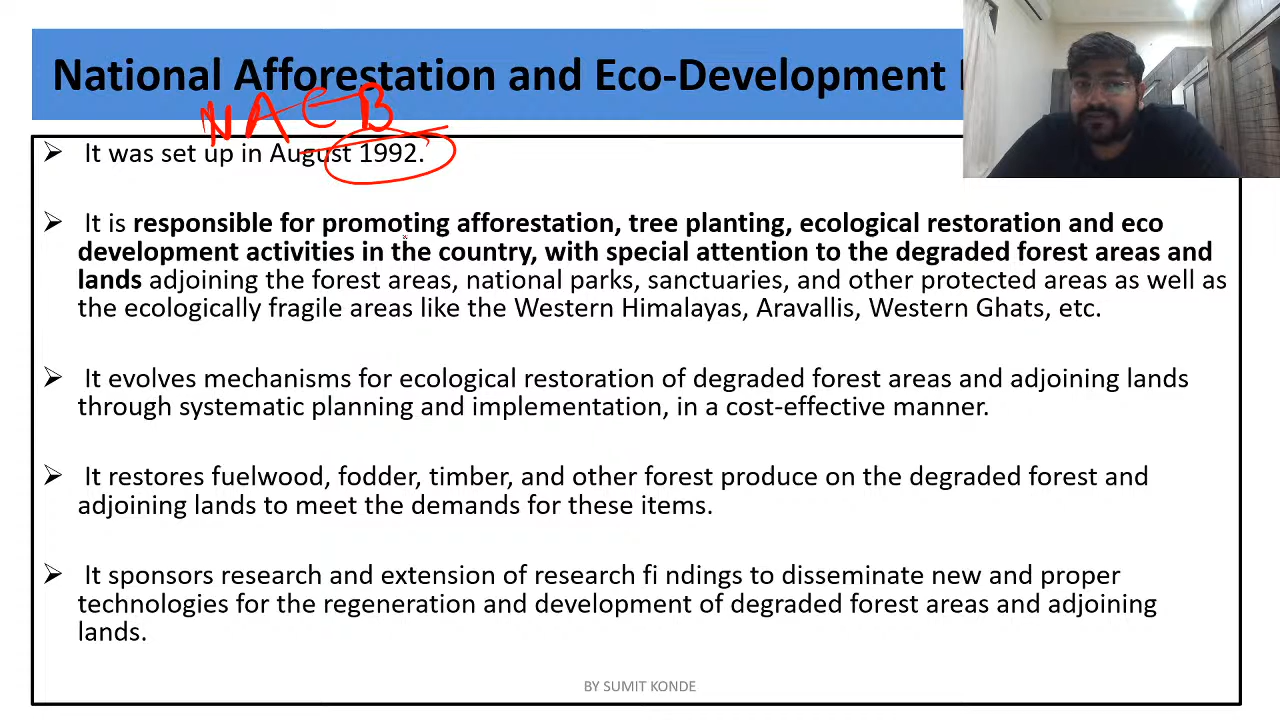 National Afforestation and Eco-Development
NAEB
➢ It was set up in August 1992.
➢ It is responsible for promoting afforestation, tree planting, ecological restoration and eco
development activities in the country, with special attention to the degraded forest areas and
lands adjoining the forest areas, national parks, sanctuaries, and other protected areas as well as
the ecologically fragile areas like the Western Himalayas, Aravallis, Western Ghats, etc.
➢ It evolves mechanisms for ecological restoration of degraded forest areas and adjoining lands
through systematic planning and implementation, in a cost-effective manner.
➢ It restores fuelwood, fodder, timber, and other forest produce on the degraded forest and
adjoining lands to meet the demands for these items.
➢ It sponsors research and extension of research fi ndings to disseminate new and proper
technologies for the regeneration and development of degraded forest areas and adjoining
lands.
BY SUMIT KONDE